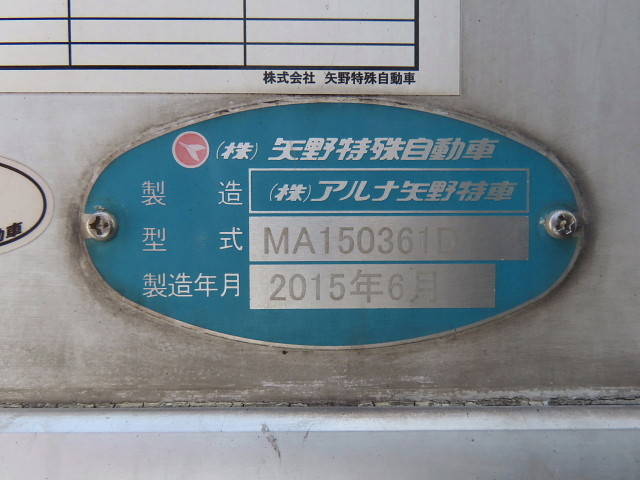 株式会社 矢野特殊自動車
(株) 矢野特殊自動車
製造 (株)アルナ矢野特車
型式 MA150361D
製造年月 2015年6月
動車